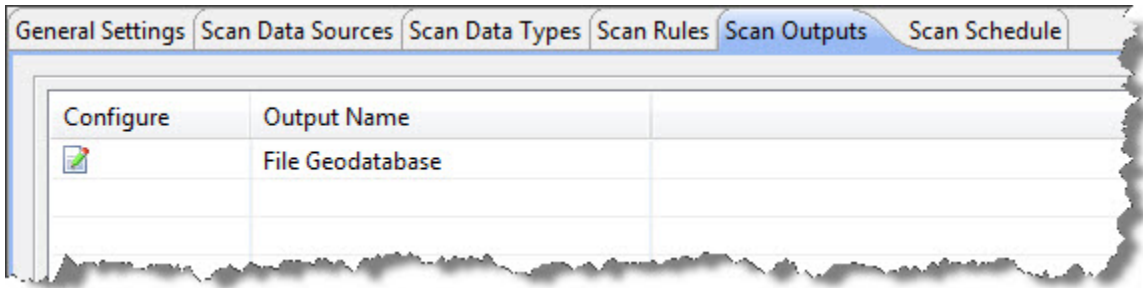 General Settings Scan Data Sources Scan Data Types Scan Rules Scan Outputs Scan Schedule
Configure Output Name
File Geodatabase